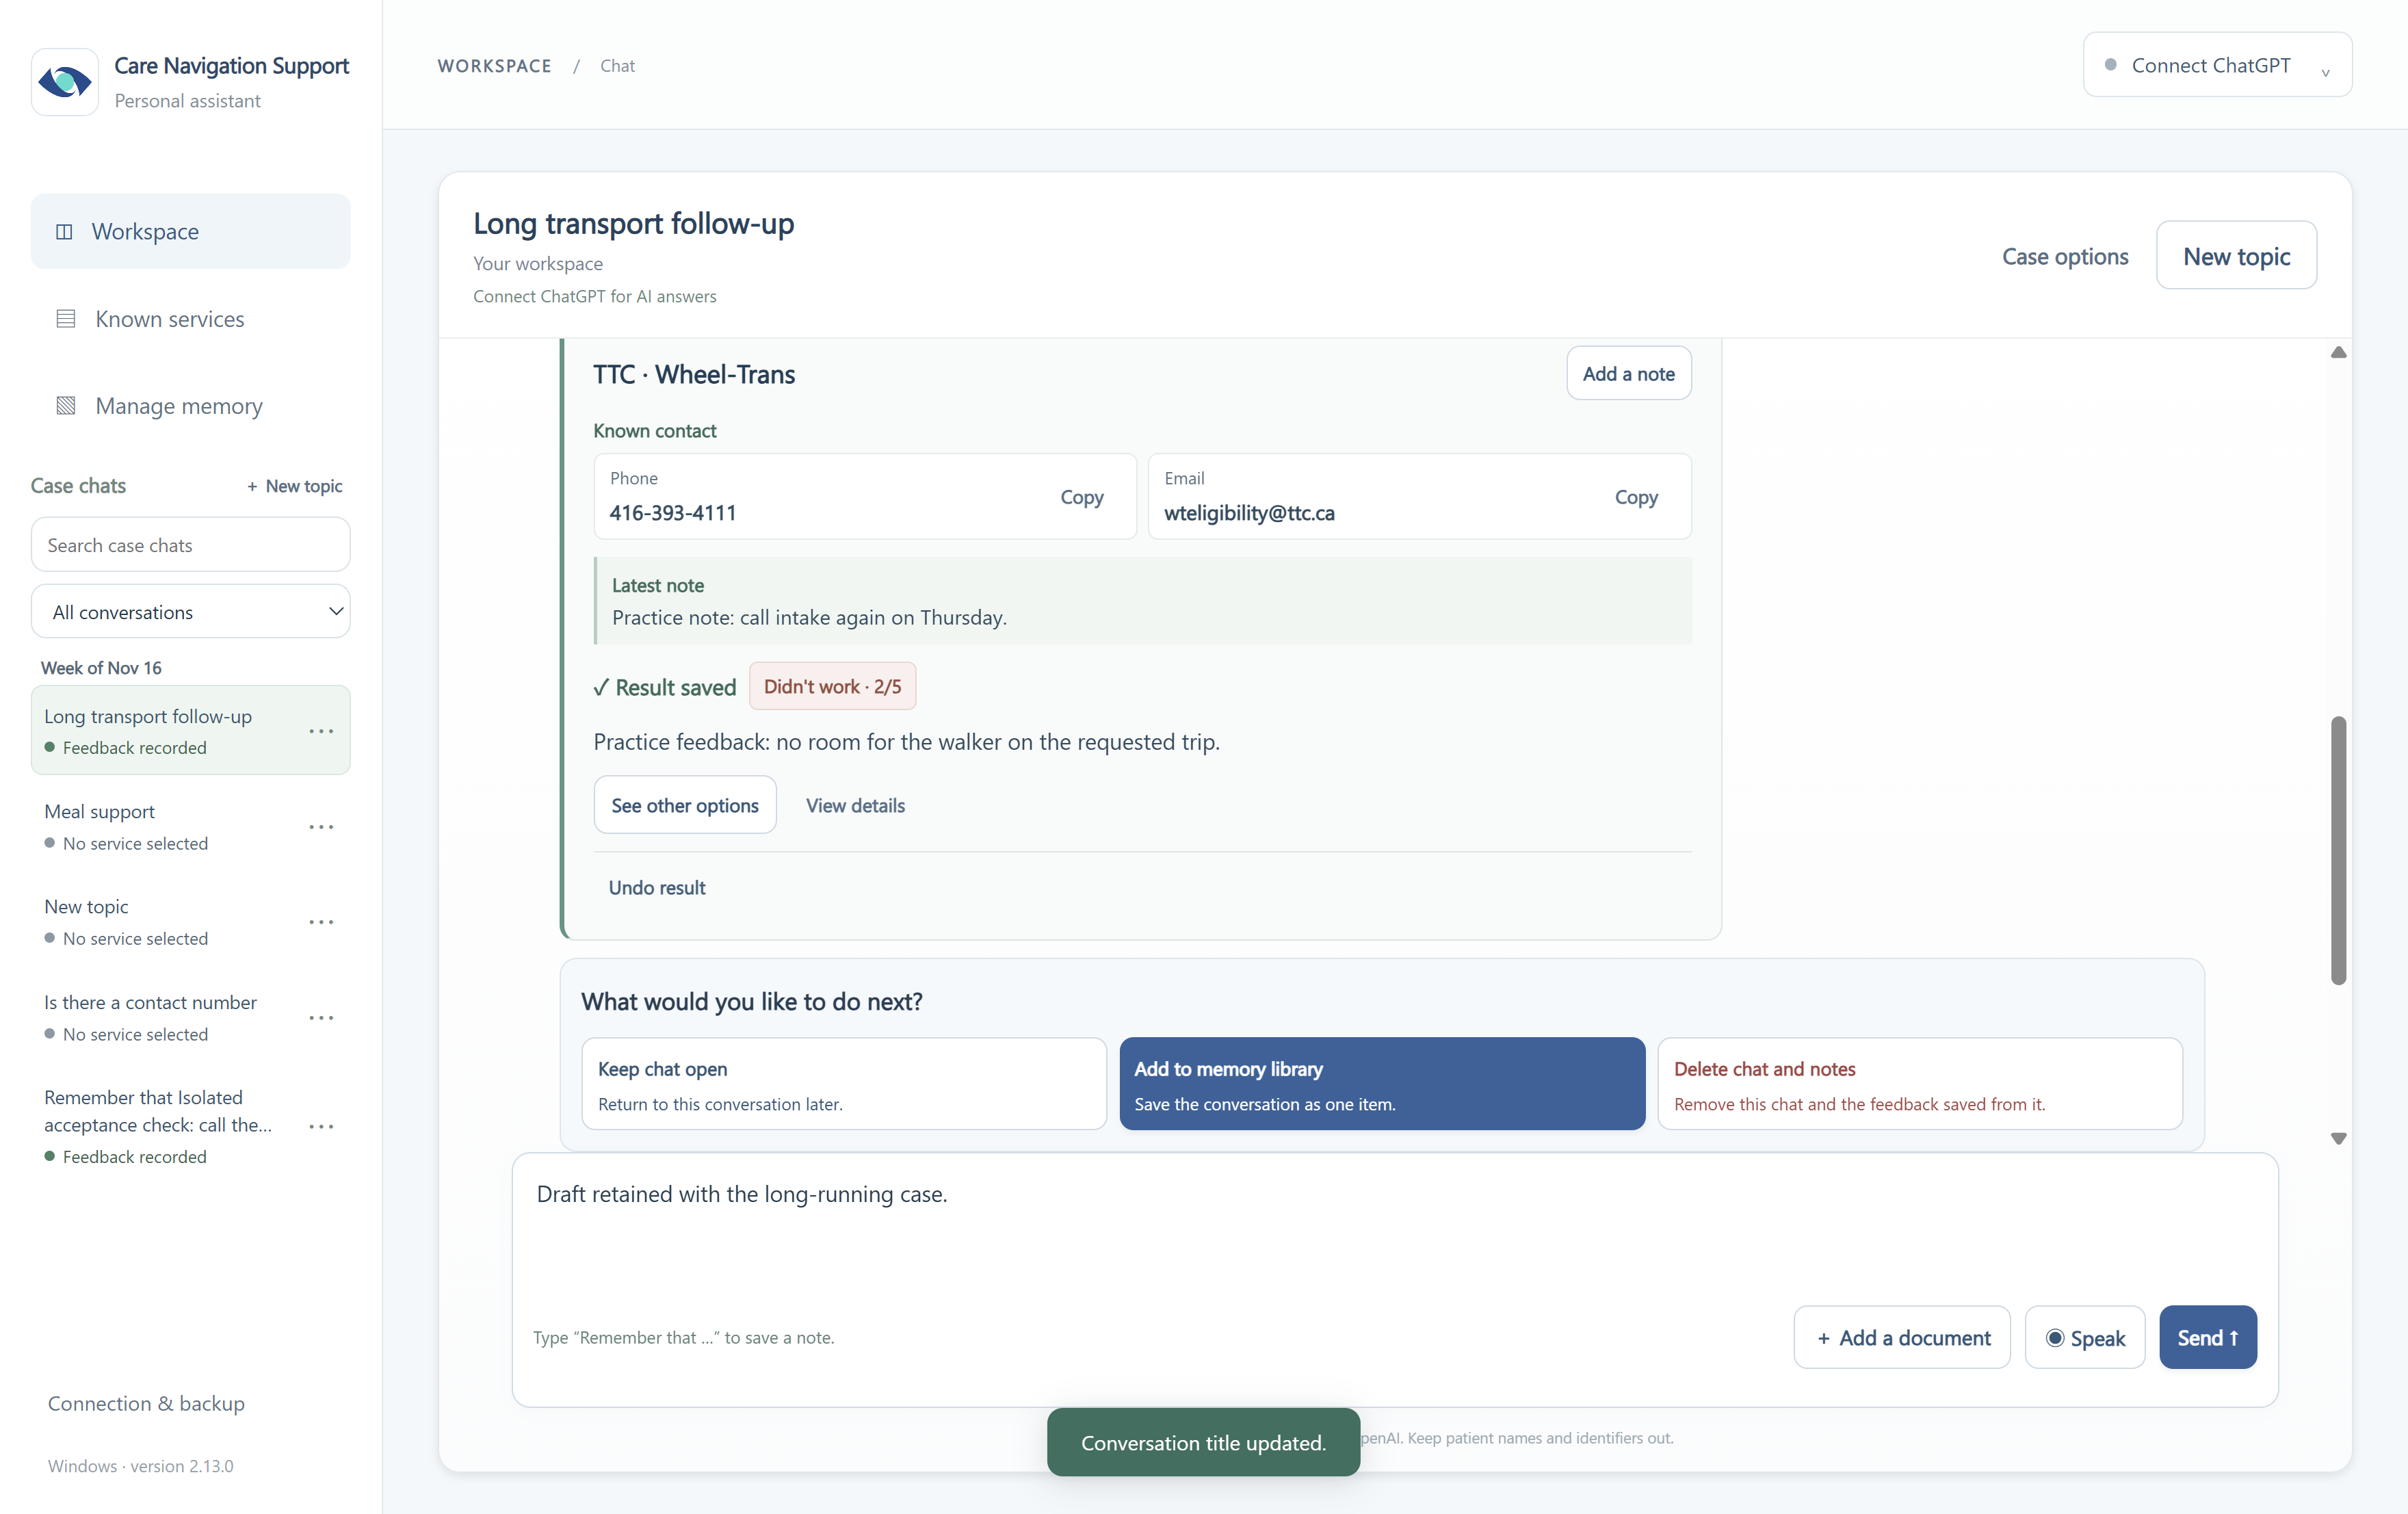 Care Navigation Support
Personal assistant
Workspace
Known services
Manage memory
Case chats
+ New topic
Search case chats
All conversations
Week of Nov 16
Long transport follow-up
Feedback recorded
Meal support
No service selected
New topic
No service selected
Is there a contact number
No service selected
Remember that Isolated
acceptance check: call the...
Feedback recorded
Connection & backup
Windows · version 2.13.0
WORKSPACE / Chat
Connect ChatGPT
Long transport follow-up
Your workspace
Connect ChatGPT for AI answers
Case options
New topic
TTC · Wheel-Trans
Add a note
Known contact
Phone
416-393-4111
Copy
Email
wteligibility@ttc.ca
Copy
Latest note
Practice note: call intake again on Thursday.
✓ Result saved
Didn't work · 2/5
Practice feedback: no room for the walker on the requested trip.
See other options
View details
Undo result
What would you like to do next?
Keep chat open
Return to this conversation later.
Add to memory library
Save the conversation as one item.
Delete chat and notes
Remove this chat and the feedback saved from it.
Draft retained with the long-running case.
Type “Remember that ...” to save a note.
+ Add a document
Speak
Send ↑
Conversation title updated.
penAI. Keep patient names and identifiers out.